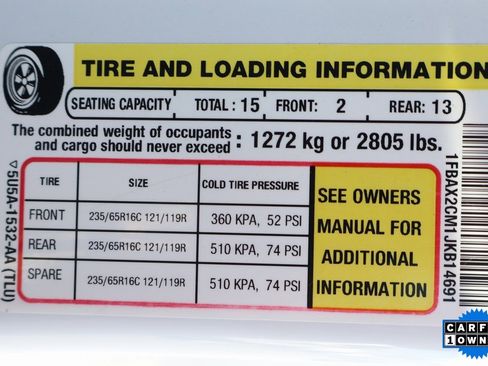 TIRE AND LOADING INFORMATION
SEATING CAPACITY TOTAL : 15 FRONT: 2 REAR: 13
The combined weight of occupants
and cargo should never exceed : 1272 kg or 2805 lbs.
TIRE SIZE COLD TIRE PRESSURE
FRONT 235/65R16C 121/119R 360 KPA, 52 PSI
REAR 235/65R16C 121/119R 510 KPA, 74 PSI
SPARE 235/65R16C 121/119R 510 KPA, 74 PSI
SEE OWNERS
MANUAL FOR
ADDITIONAL
INFORMATION
5U5A-1532-AA (TLU)
1FBAX2CM1JKB14691
CARF
1 OWN